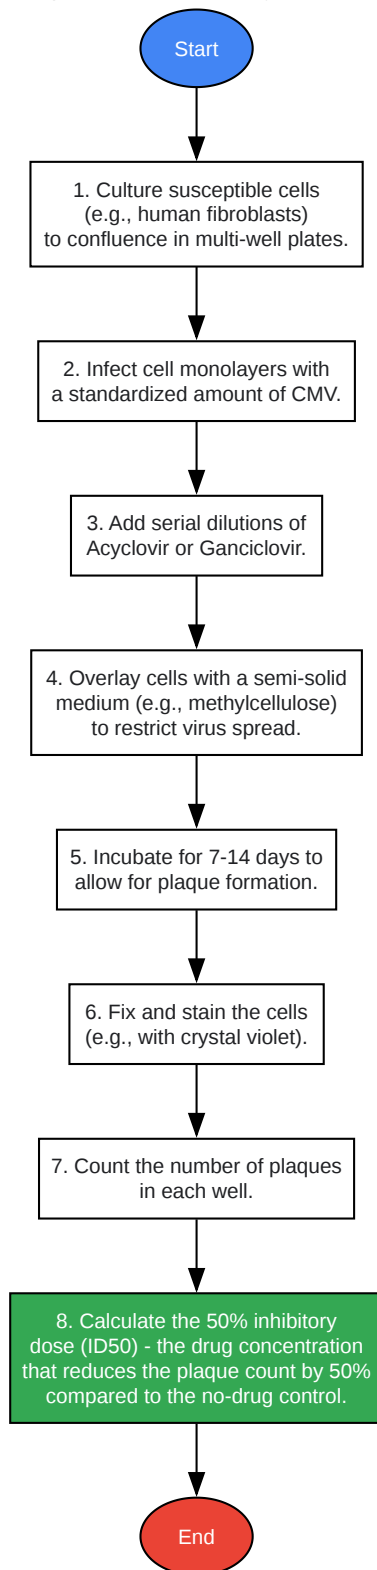 Start
1. Culture susceptible cells
(e.g., human fibroblasts)
to confluence in multi-well plates.
2. Infect cell monolayers with
a standardized amount of CMV.
3. Add serial dilutions of
Acyclovir or Ganciclovir.
4. Overlay cells with a semi-solid
medium (e.g., methylcellulose)
to restrict virus spread.
5. Incubate for 7-14 days to
allow for plaque formation.
6. Fix and stain the cells
(e.g., with crystal violet).
7. Count the number of plaques
in each well.
8. Calculate the 50% inhibitory
dose (ID50) - the drug concentration
that reduces the plaque count by 50%
compared to the no-drug control.
End